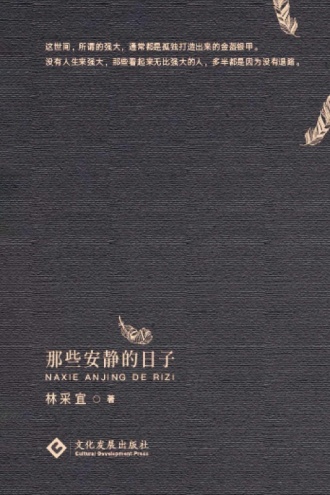 这世间，所谓的强大，通常都是孤独打造出来的金盔银甲。
没有人生来强大，那些看起来无比强大的人，多半都是因为没有退路。
那些安静的日子
NAXIE ANJING DE RIZI
林采宜 ○ 著
文化发展出版社
Cultural Development Press